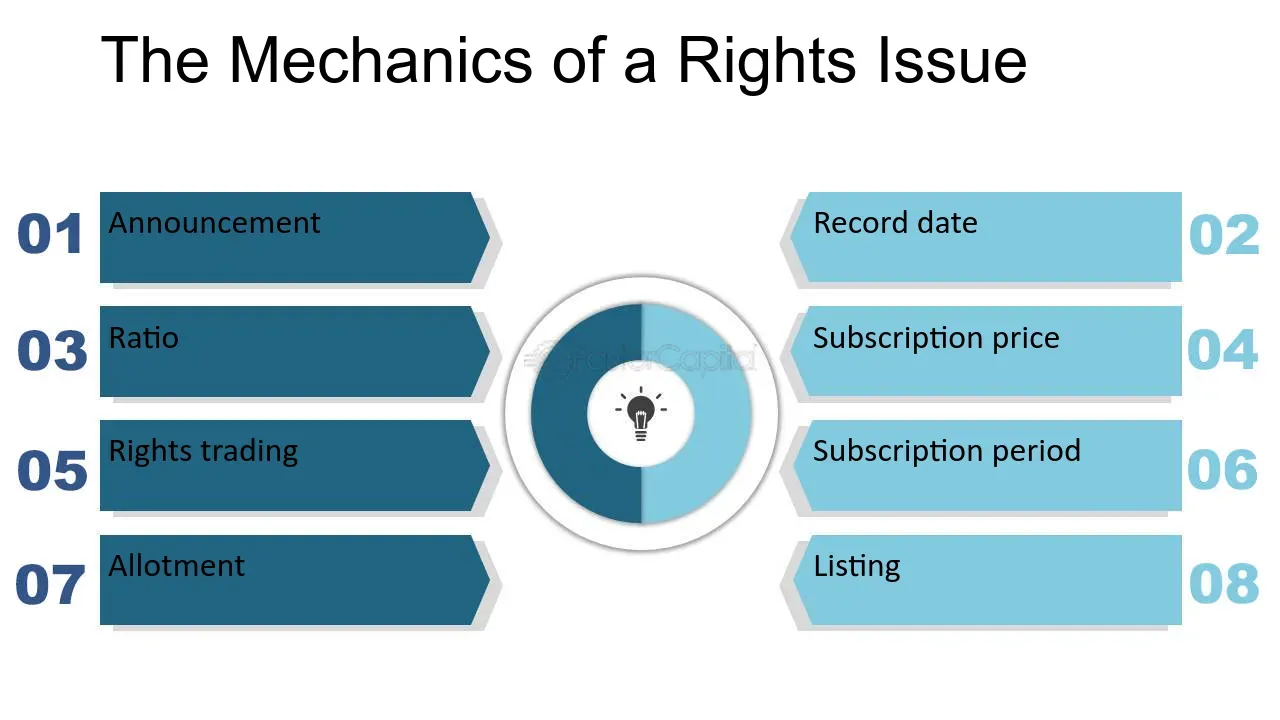 The Mechanics of a Rights Issue
01 Announcement
Record date 02
03 Ratio
Subscription price 04
FasterCapital
05 Rights trading
Subscription period 06
07 Allotment
Listing 08